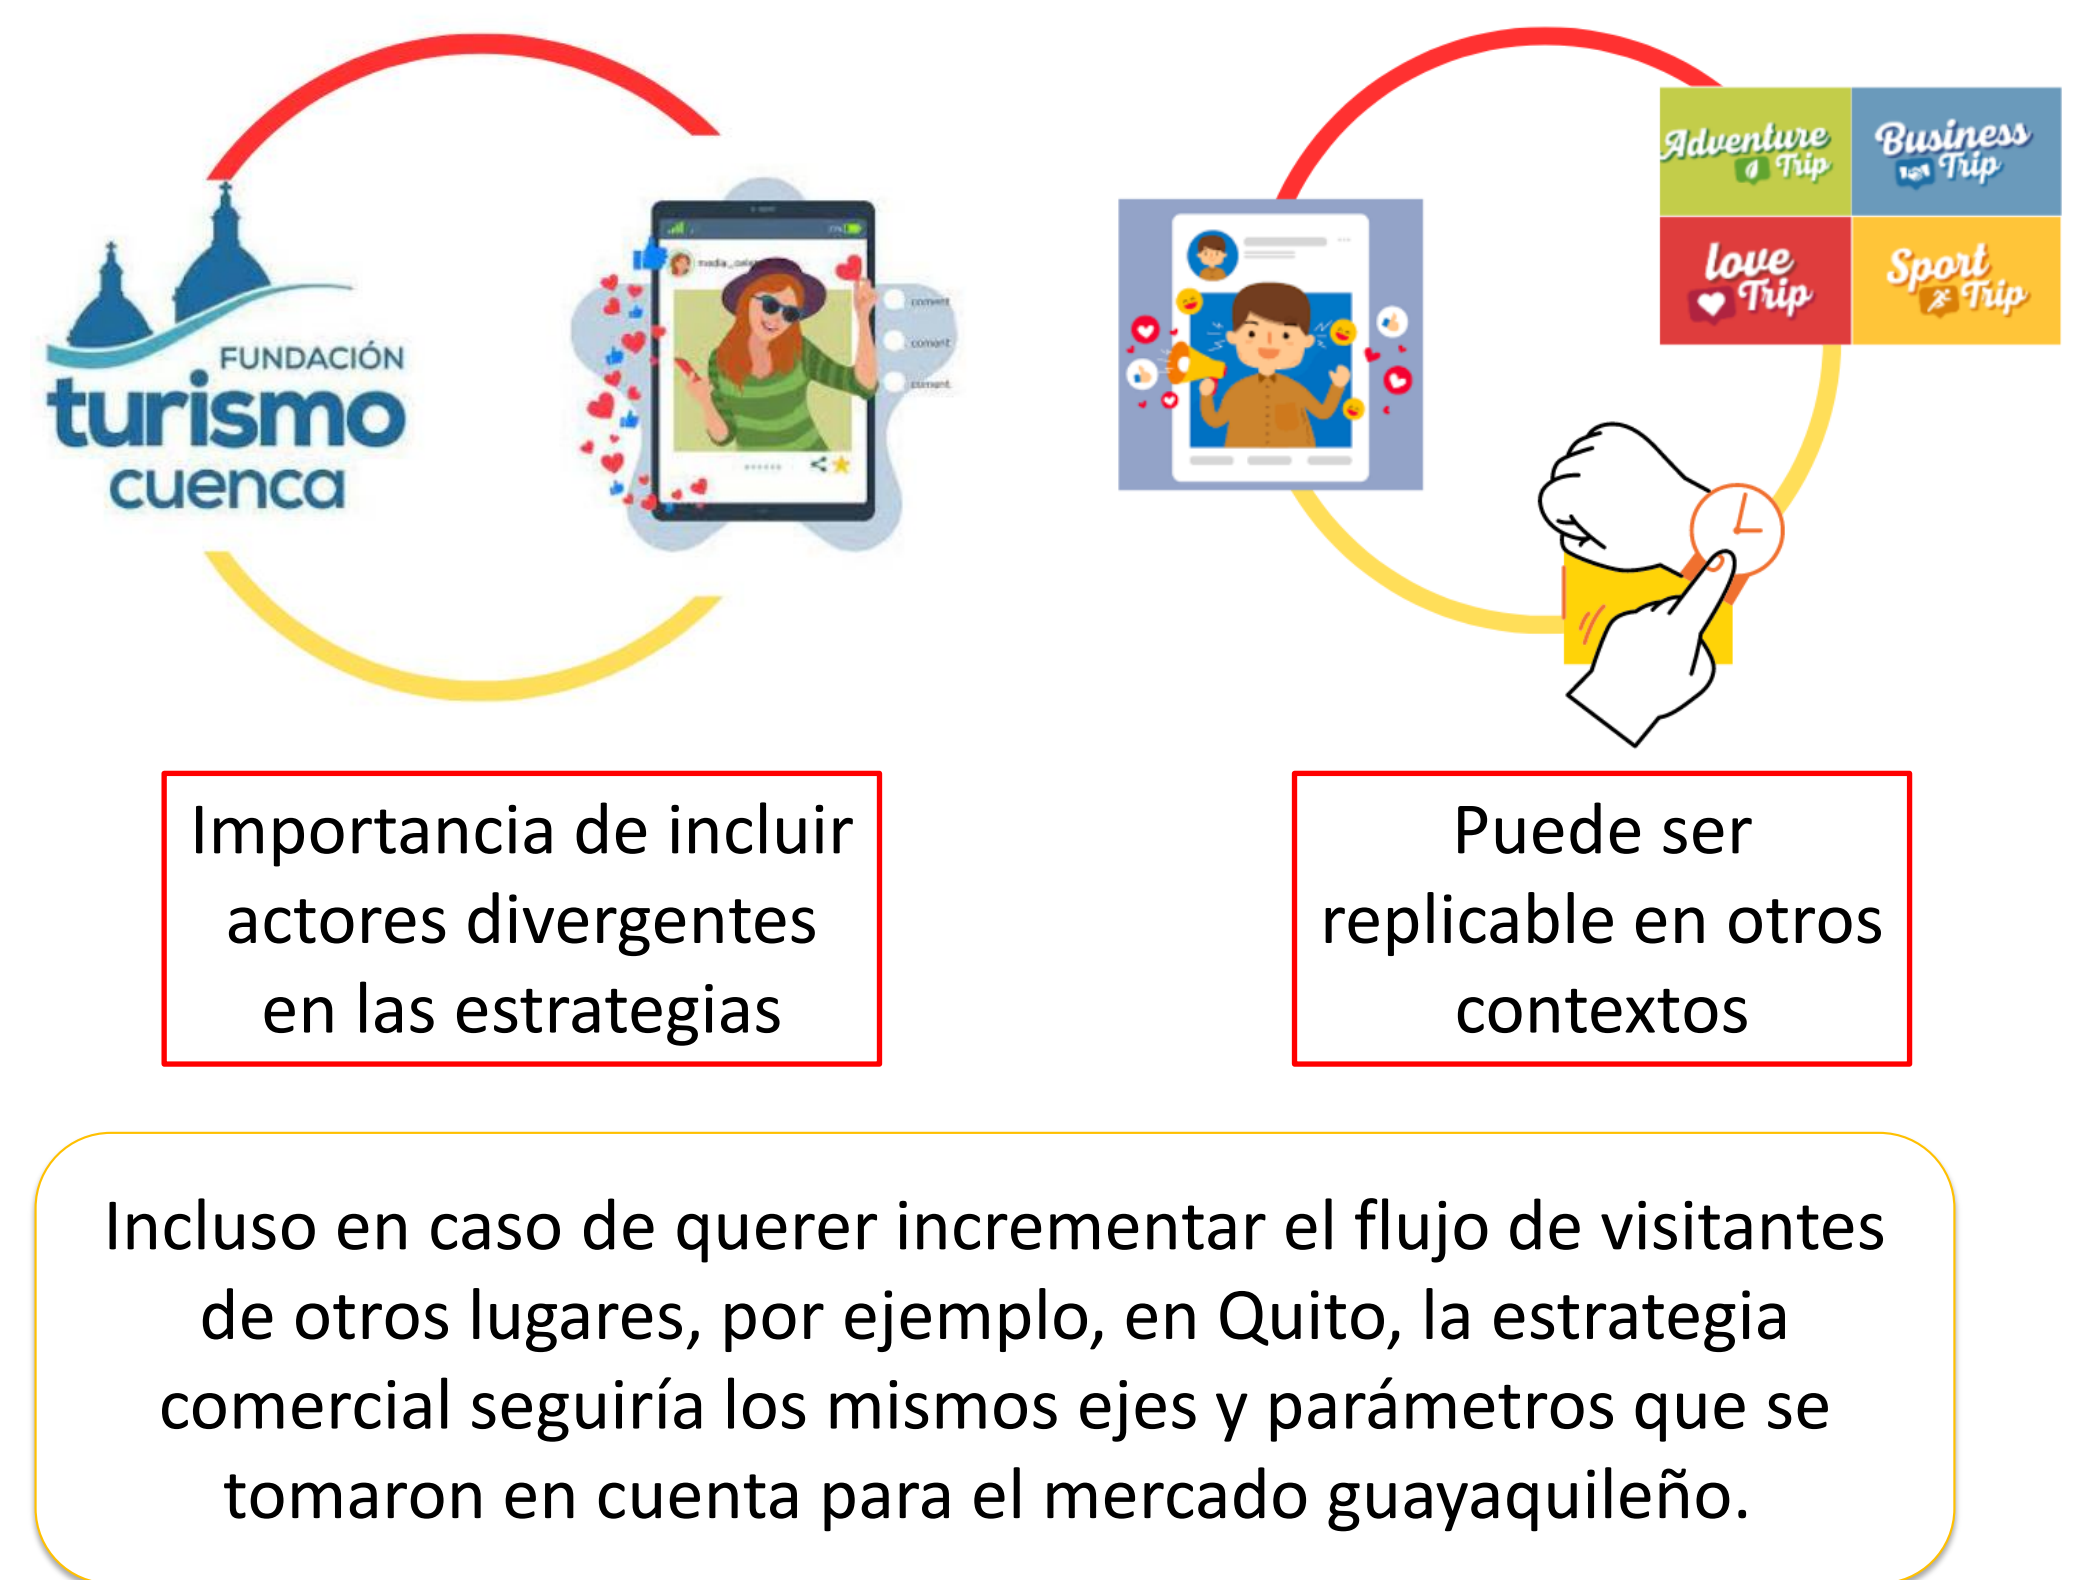 FUNDACIÓN
turismo
cuenca
coment
coment
coment
Adventure
Trip
Business
Trip
love
Trip
Sport
Trip
Importancia de incluir
actores divergentes
en las estrategias
Puede ser
replicable en otros
contextos
Incluso en caso de querer incrementar el flujo de visitantes
de otros lugares, por ejemplo, en Quito, la estrategia
comercial seguiría los mismos ejes y parámetros que se
tomaron en cuenta para el mercado guayaquileño.